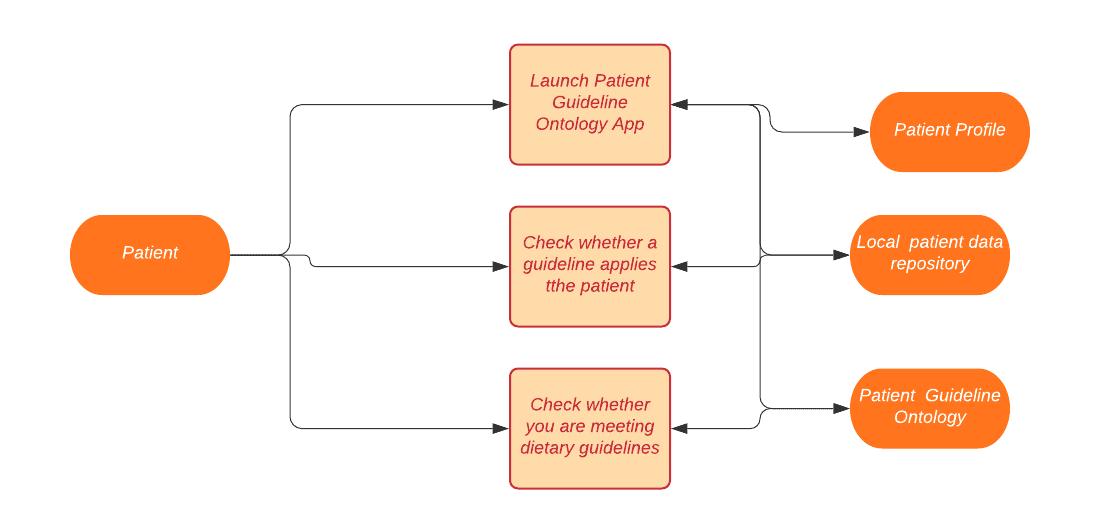 Launch Patient
Guideline
Ontology App
Patient Profile
Patient
Check whether a
guideline applies
tthe patient
Local  patient data
repository
Check whether
you are meeting
dietary guidelines
Patient  Guideline
Ontology